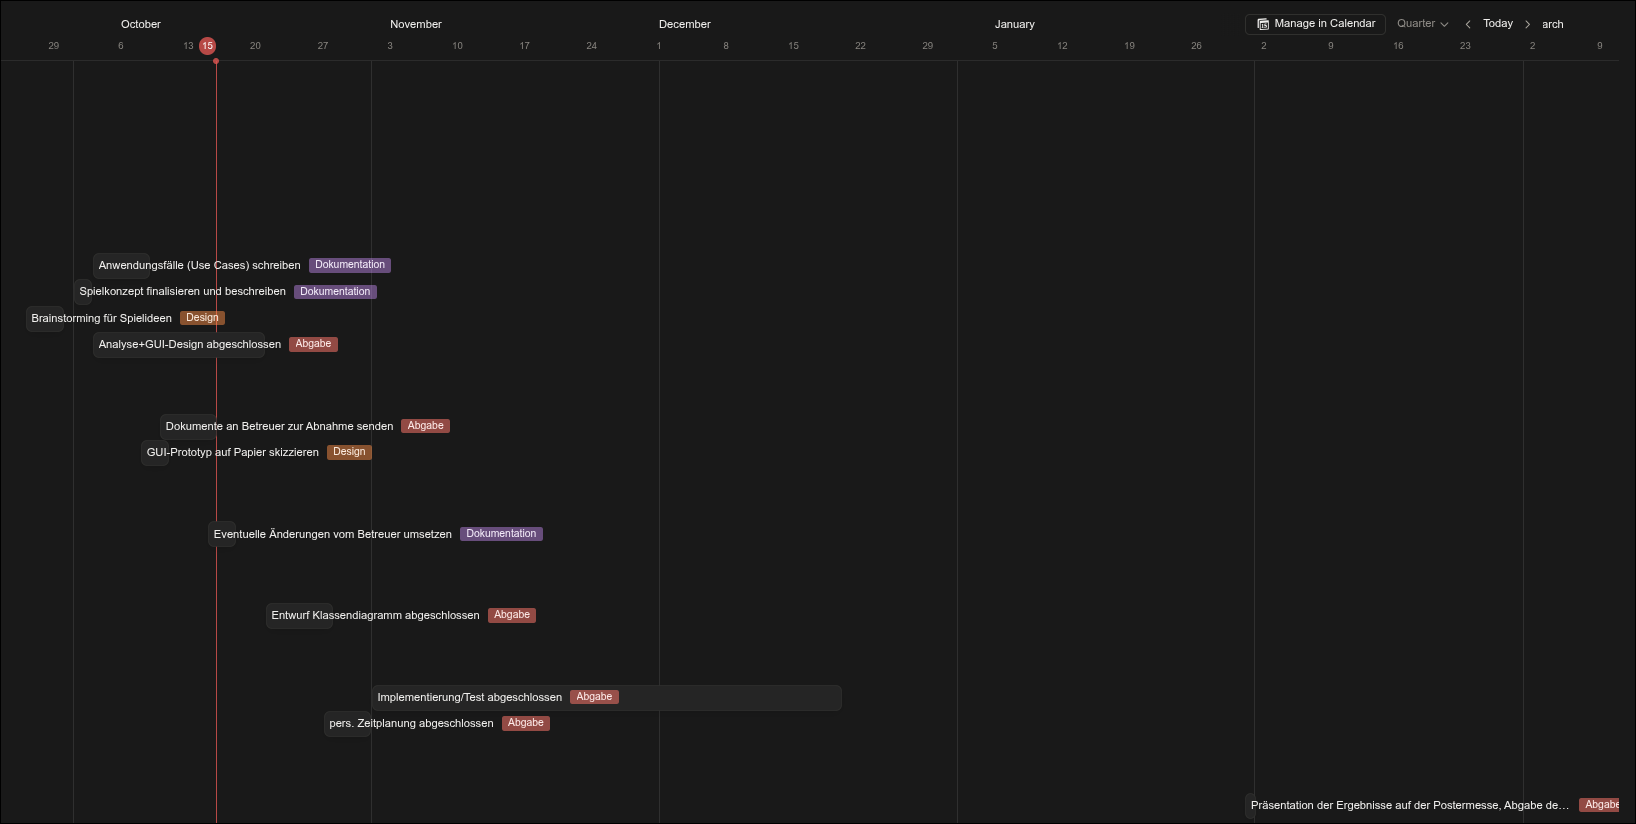 October November December January Manage in Calendar Quarter Today arch
29 6 13 15 20 27 3 10 17 24 1 8 15 22 29 5 12 19 26 2 9 16 23 2 9
Anwendungsfälle (Use Cases) schreiben Dokumentation
Spielkonzept finalisieren und beschreiben Dokumentation
Brainstorming für Spielideen Design
Analyse+GUI-Design abgeschlossen Abgabe
Dokumente an Betreuer zur Abnahme senden Abgabe
GUI-Prototyp auf Papier skizzieren Design
Eventuelle Änderungen vom Betreuer umsetzen Dokumentation
Entwurf Klassendiagramm abgeschlossen Abgabe
Implementierung/Test abgeschlossen Abgabe
pers. Zeitplanung abgeschlossen Abgabe
Präsentation der Ergebnisse auf der Postermesse, Abgabe de… Abgabe